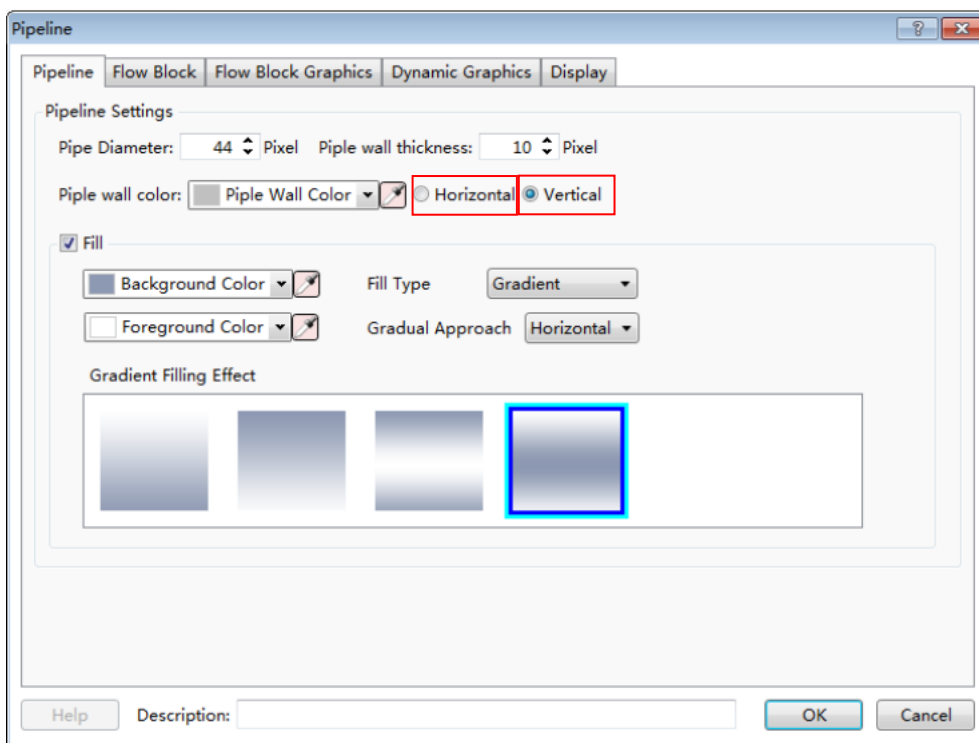 Pipeline
?
Pipeline Flow Block Flow Block Graphics Dynamic Graphics Display
Pipeline Settings
Pipe Diameter: 44 Pixel Piple wall thickness: 10 Pixel
Piple wall color: Piple Wall Color Horizontal Vertical
Fill
Background Color Fill Type Gradient
Foreground Color Gradual Approach Horizontal
Gradient Filling Effect
Help Description: OK Cancel